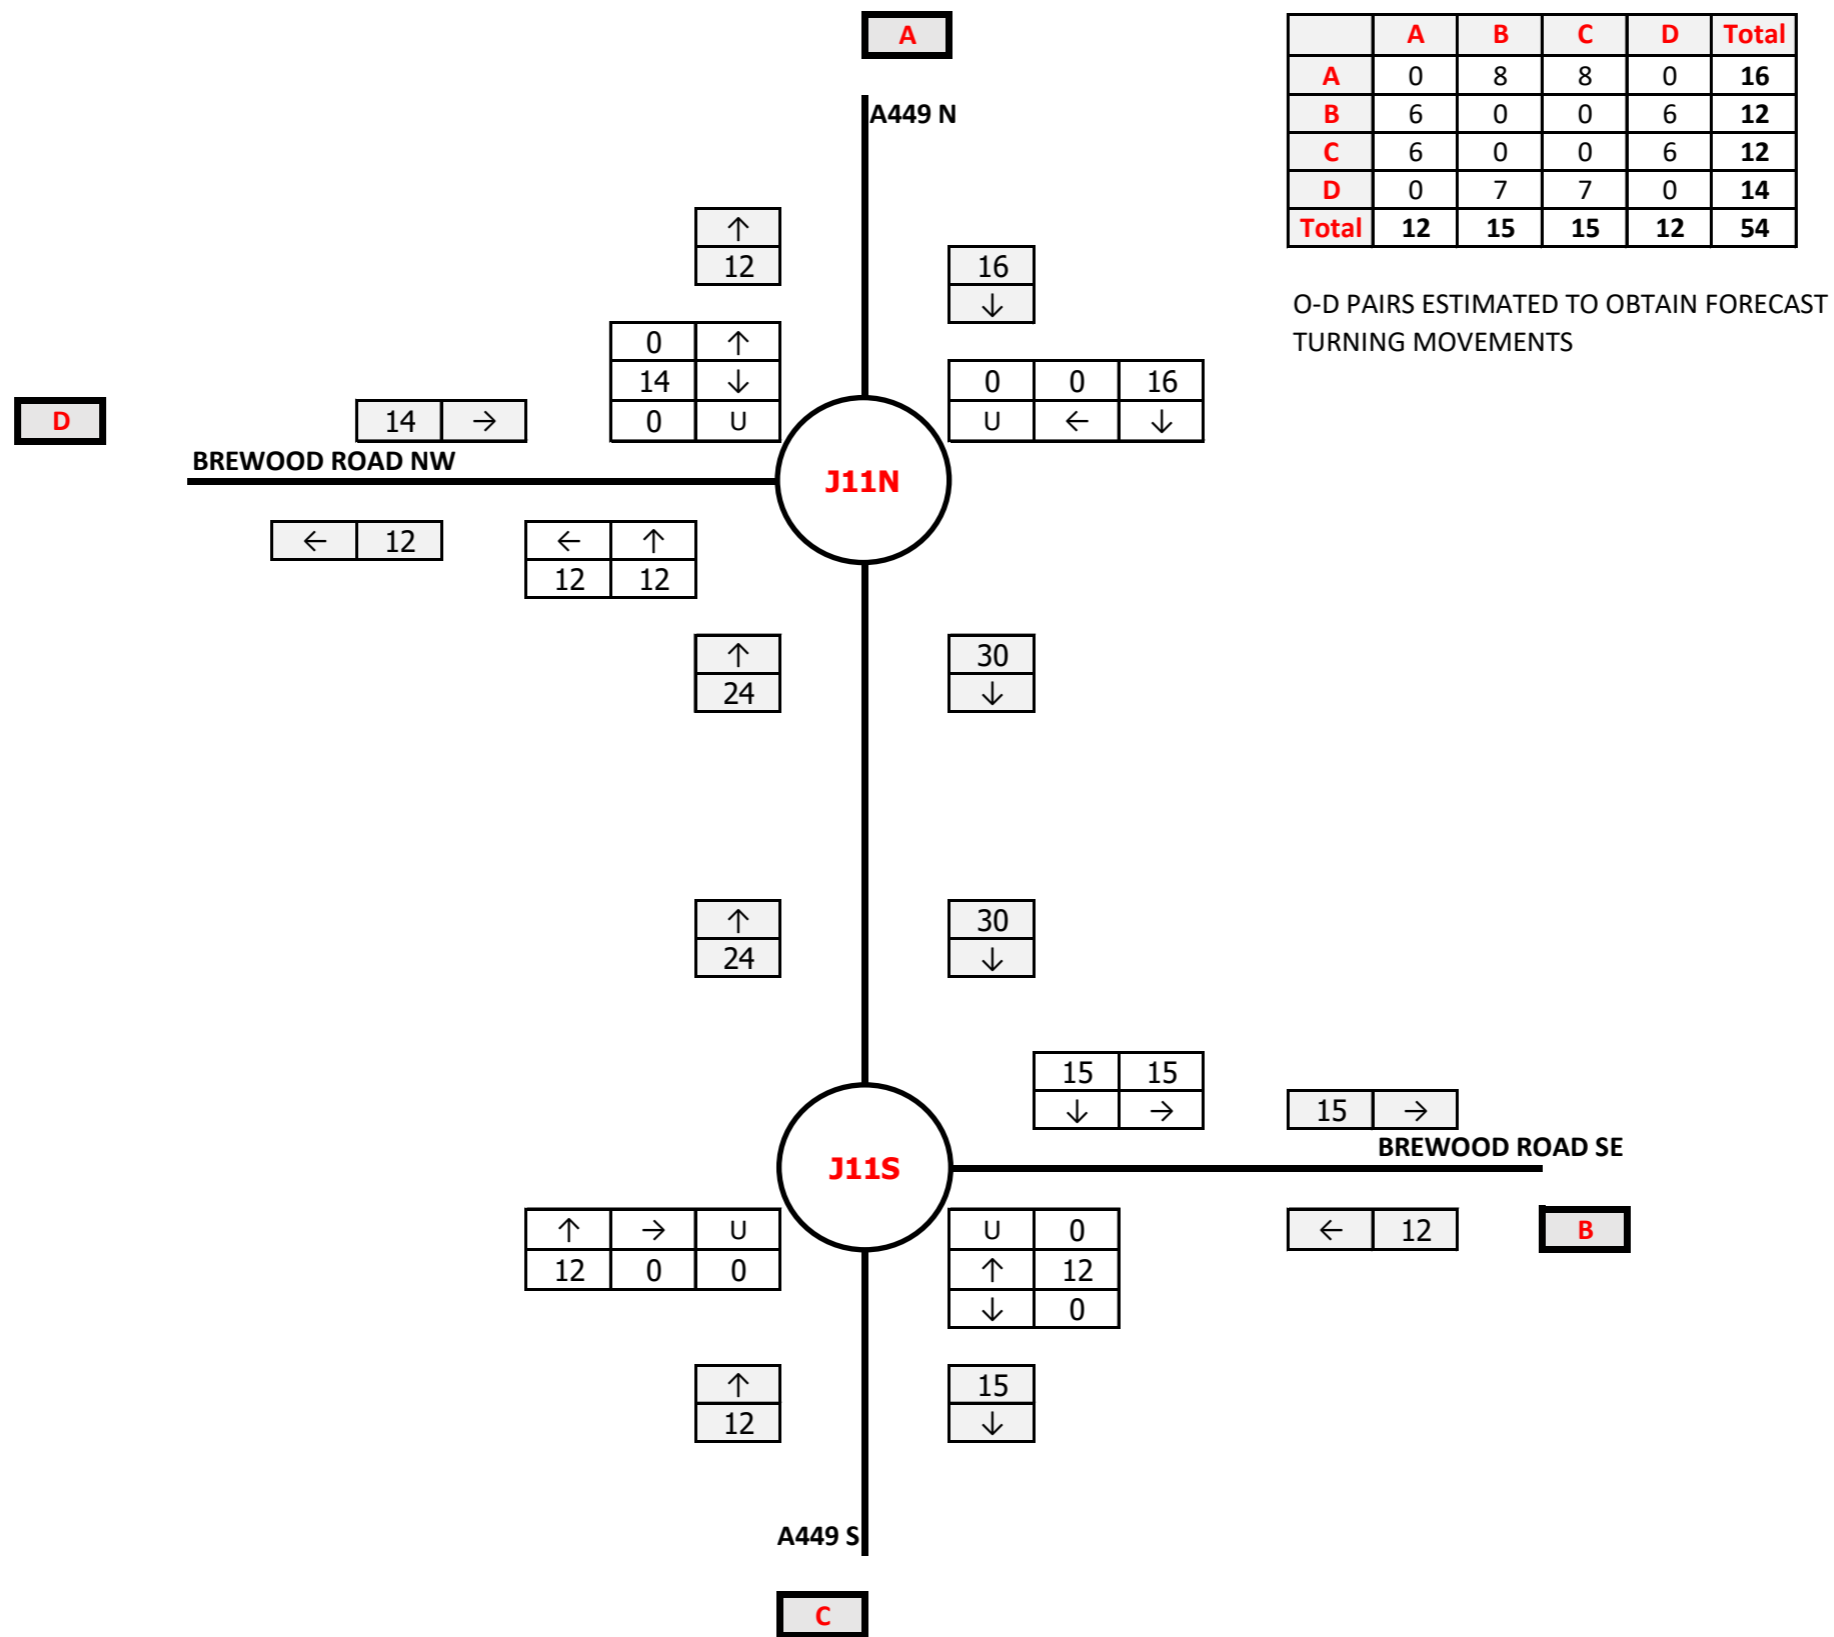 A
A B C D Total
A 0 8 8 0 16
B 6 0 0 6 12
C 6 0 0 6 12
D 0 7 7 0 14
Total 12 15 15 12 54
A449 N
↑
12
16
↓
O-D PAIRS ESTIMATED TO OBTAIN FORECAST
TURNING MOVEMENTS
0 ↑
14 ↓
0 U
0 0 16
U ← ↓
D
14 →
BREWOOD ROAD NW
J11N
← 12
← ↑
12 12
↑
24
30
↓
↑
24
30
↓
15 15
↓ →
15 →
BREWOOD ROAD SE
J11S
↑ → U
12 0 0
U 0
↑ 12
↓ 0
← 12
B
↑
12
15
↓
A449 S
C